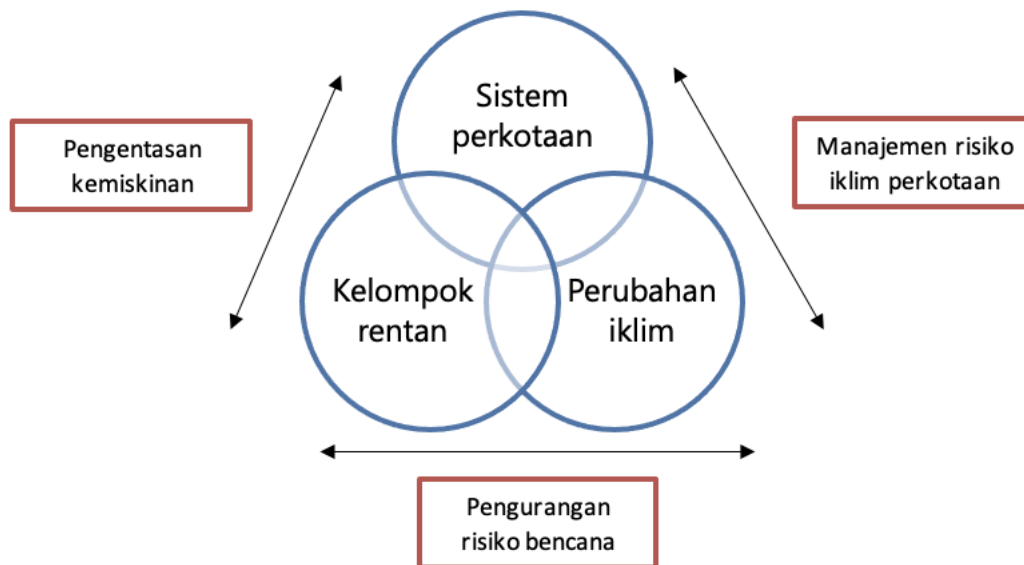 Sistem
perkotaan
Pengentasan
kemiskinan
Manajemen risiko
iklim perkotaan
Kelompok
rentan
Perubahan
iklim
Pengurangan
risiko bencana